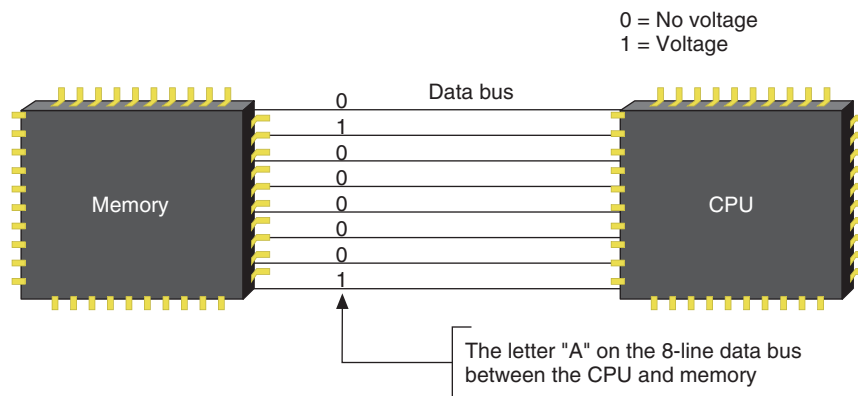 0 = No voltage
1 = Voltage
Data bus
0
1
0
0
0
0
0
1
Memory
CPU
The letter "A" on the 8-line data bus
between the CPU and memory